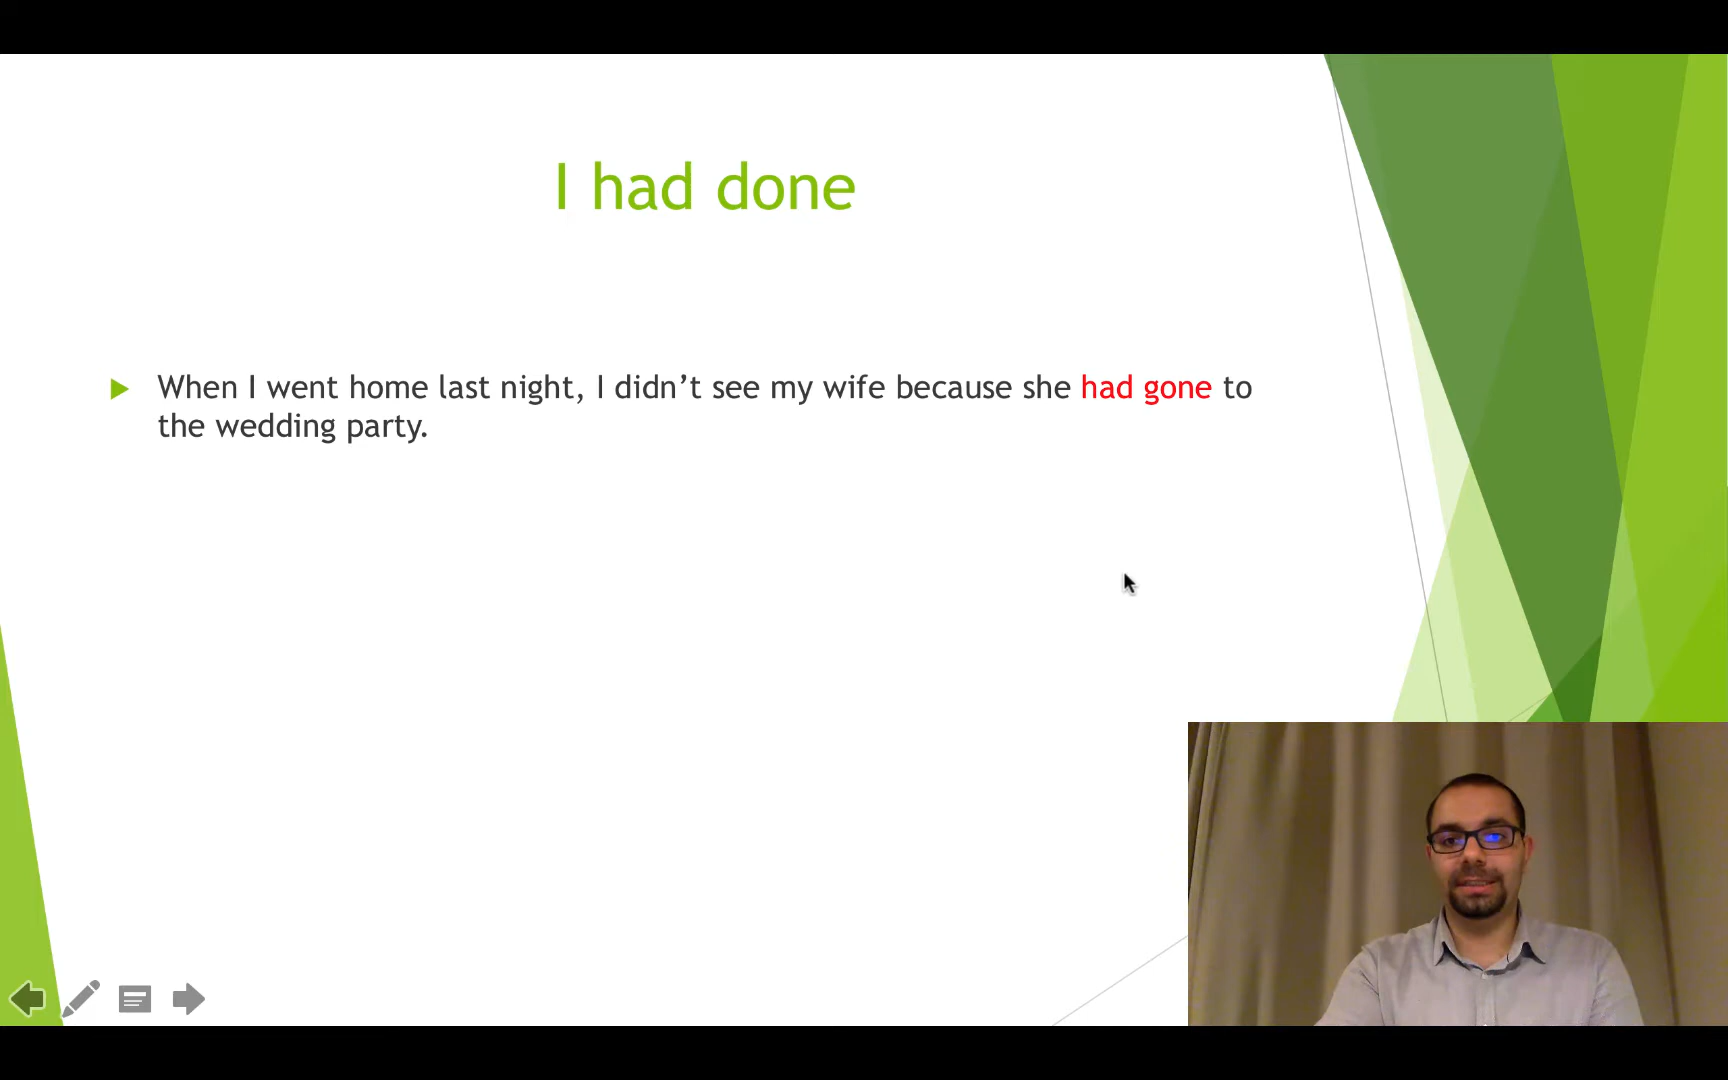 I had done
When I went home last night, I didn’t see my wife because she had gone to
the wedding party.